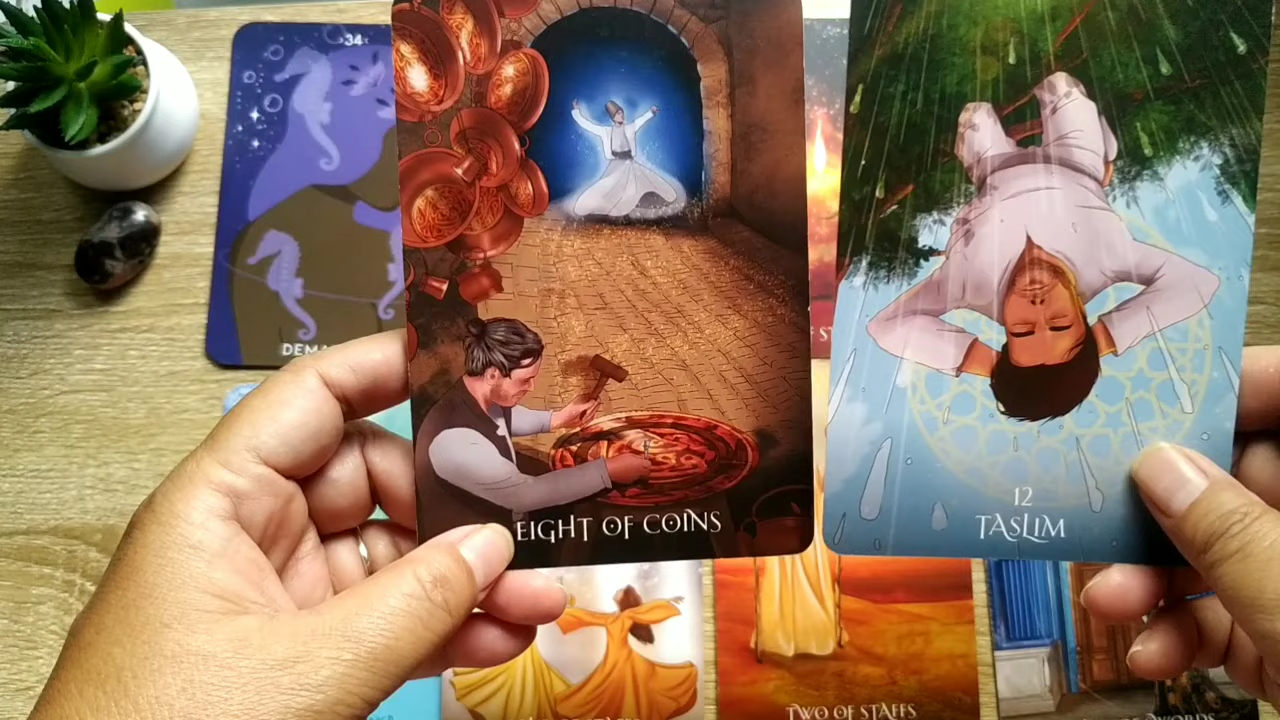 34
DEMA
EIGHT OF COINS
12
TASLIM
TWO OF STAFFS